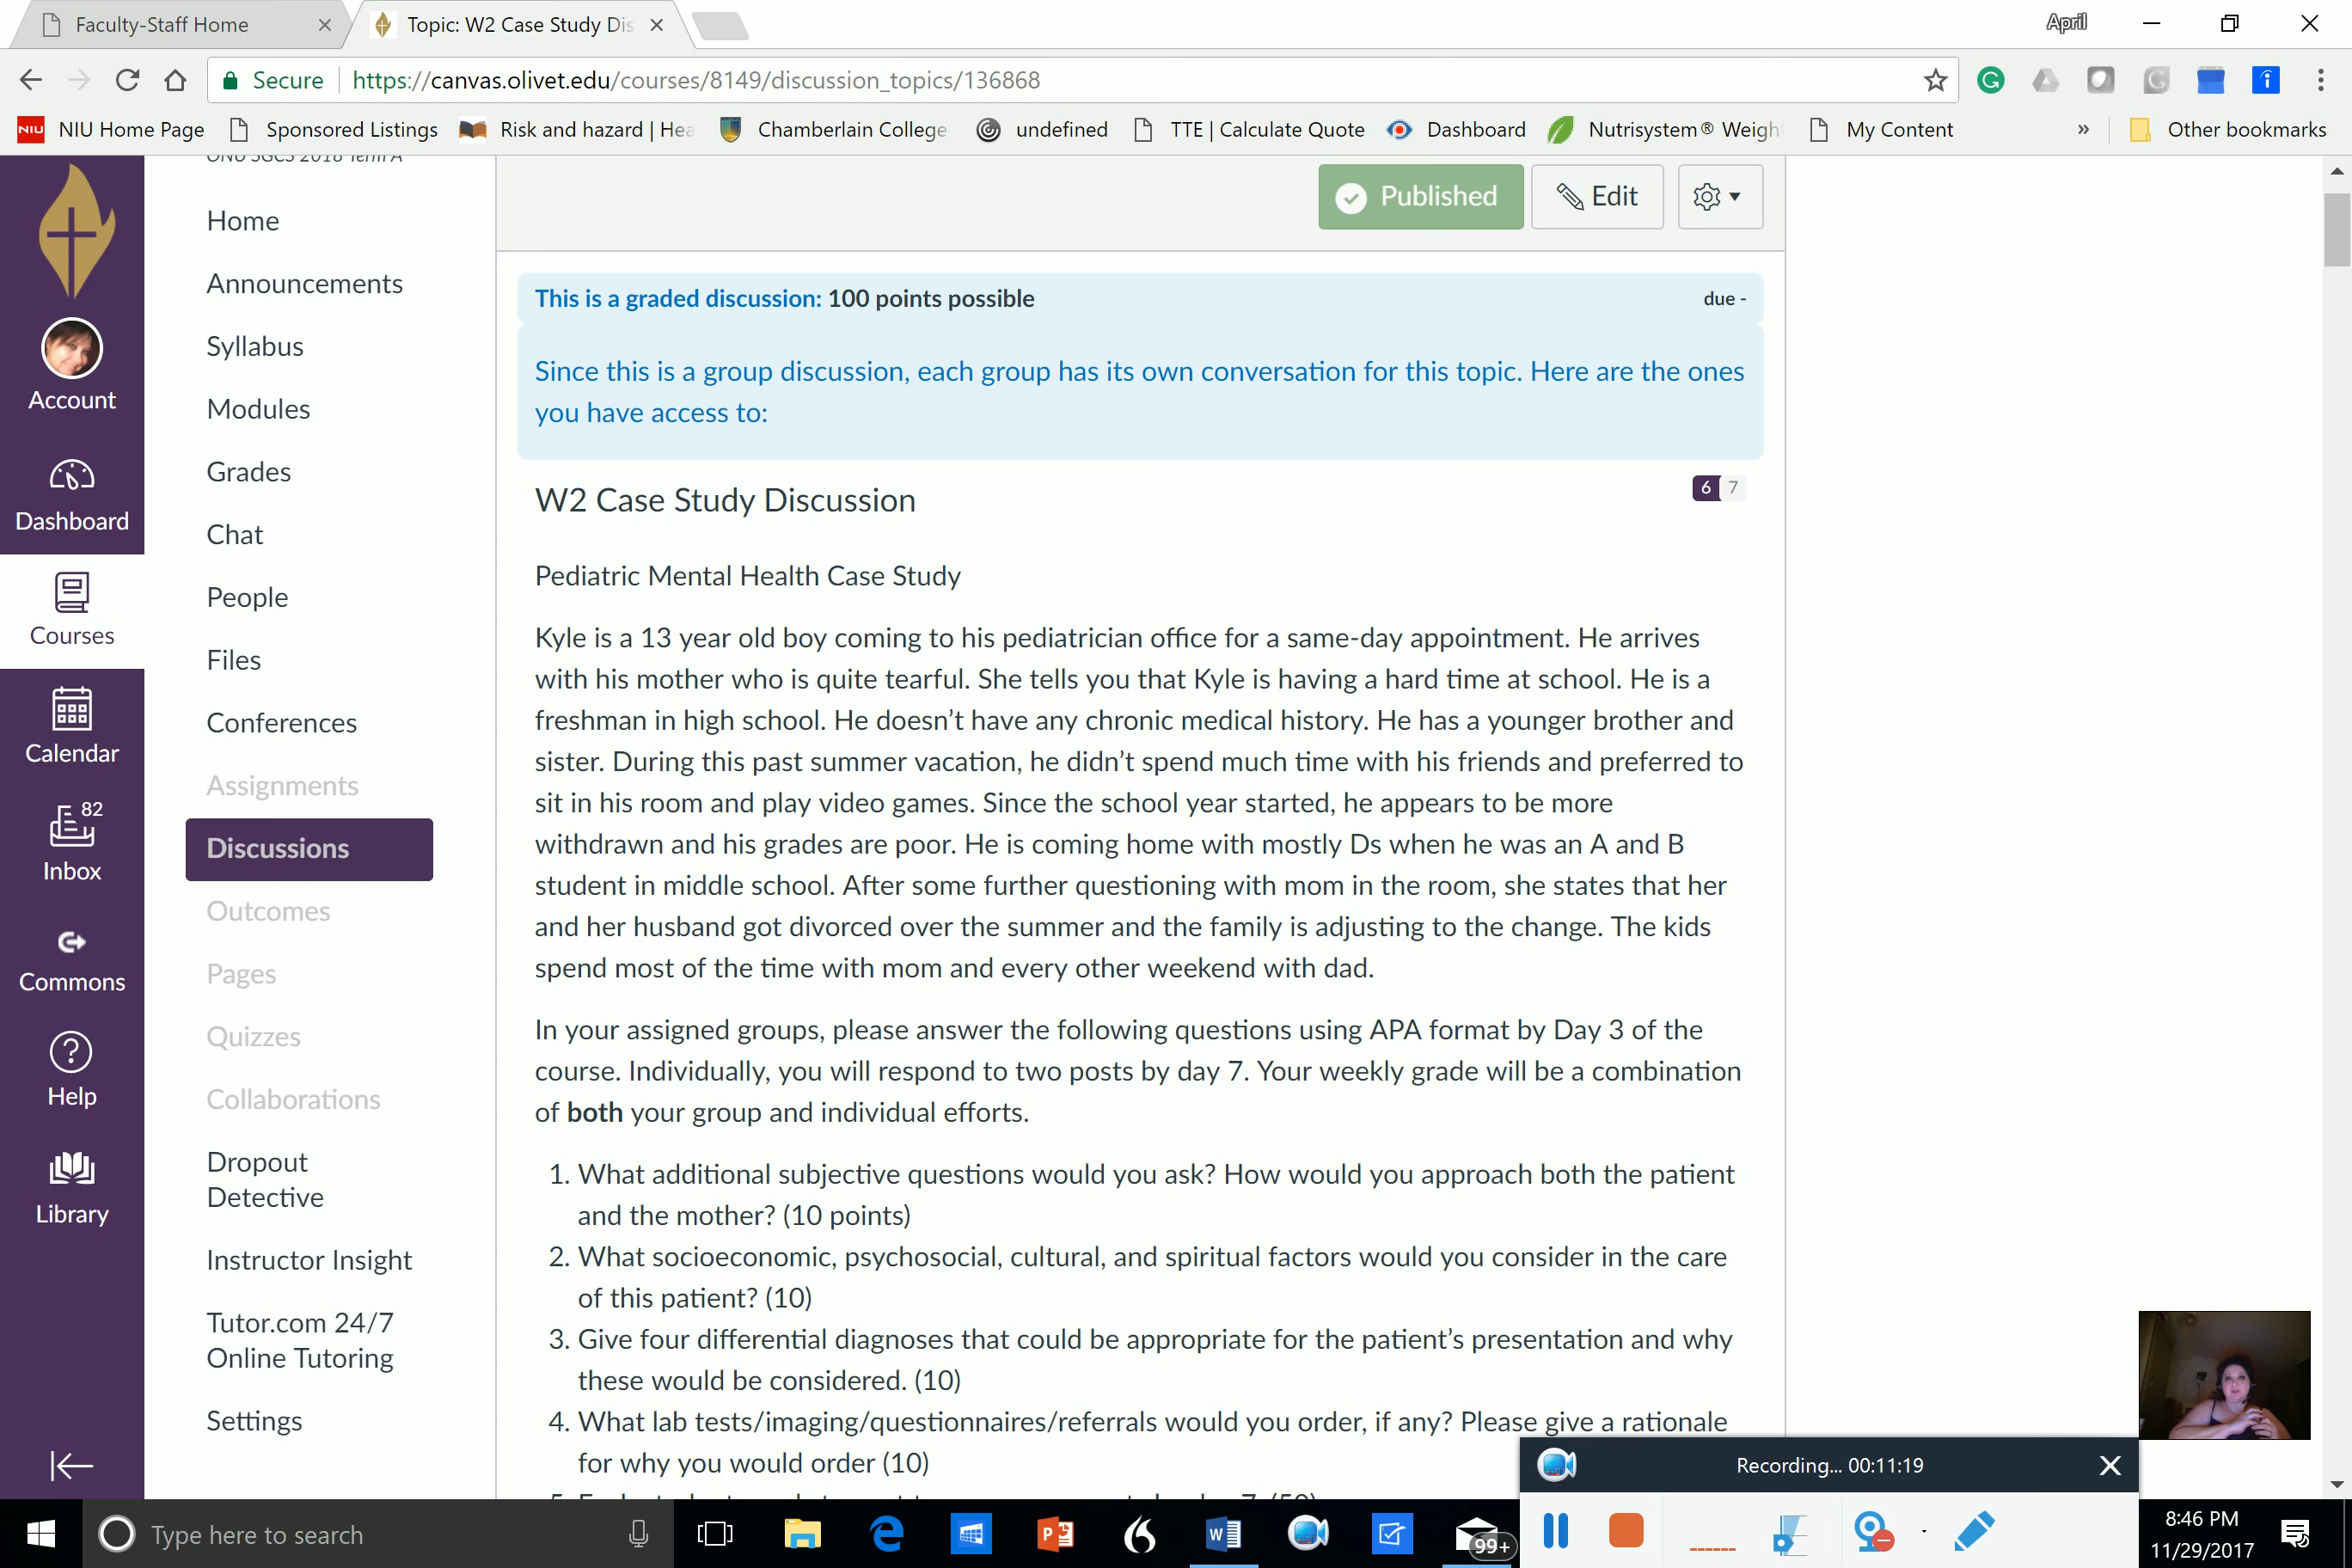 Faculty-Staff Home
Topic: W2 Case Study Dis
April
Secure
https://canvas.olivet.edu/courses/8149/discussion_topics/136868
NIU NIU Home Page
Sponsored Listings
Risk and hazard | Hea
Chamberlain College
undefined
TTE | Calculate Quote
Dashboard
Nutrisystem® Weigh
My Content
»
Other bookmarks
Account
Dashboard
Courses
Calendar
82
Inbox
Commons
Help
Library
ONU SGCS 2018 Term A
Home
Announcements
Syllabus
Modules
Grades
Chat
People
Files
Conferences
Assignments
Discussions
Outcomes
Pages
Quizzes
Collaborations
Dropout
Detective
Instructor Insight
Tutor.com 24/7
Online Tutoring
Settings
Published
Edit
This is a graded discussion: 100 points possible
due -
Since this is a group discussion, each group has its own conversation for this topic. Here are the ones
you have access to:
W2 Case Study Discussion
6 7
Pediatric Mental Health Case Study
Kyle is a 13 year old boy coming to his pediatrician office for a same-day appointment. He arrives
with his mother who is quite tearful. She tells you that Kyle is having a hard time at school. He is a
freshman in high school. He doesn't have any chronic medical history. He has a younger brother and
sister. During this past summer vacation, he didn't spend much time with his friends and preferred to
sit in his room and play video games. Since the school year started, he appears to be more
withdrawn and his grades are poor. He is coming home with mostly Ds when he was an A and B
student in middle school. After some further questioning with mom in the room, she states that her
and her husband got divorced over the summer and the family is adjusting to the change. The kids
spend most of the time with mom and every other weekend with dad.
In your assigned groups, please answer the following questions using APA format by Day 3 of the
course. Individually, you will respond to two posts by day 7. Your weekly grade will be a combination
of both your group and individual efforts.
1. What additional subjective questions would you ask? How would you approach both the patient
and the mother? (10 points)
2. What socioeconomic, psychosocial, cultural, and spiritual factors would you consider in the care
of this patient? (10)
3. Give four differential diagnoses that could be appropriate for the patient's presentation and why
these would be considered. (10)
4. What lab tests/imaging/questionnaires/referrals would you order, if any? Please give a rationale
for why you would order (10)
Recording... 00:11:19
Type here to search
99+
8:46 PM
11/29/2017